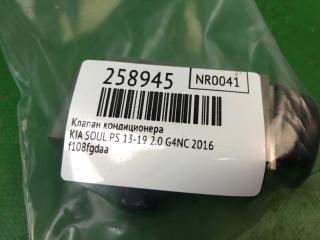 258945 NR0041
Клапан кондиционера
KIA SOUL PS 13-19 2.0 G4NC 2016
f108fgdaa